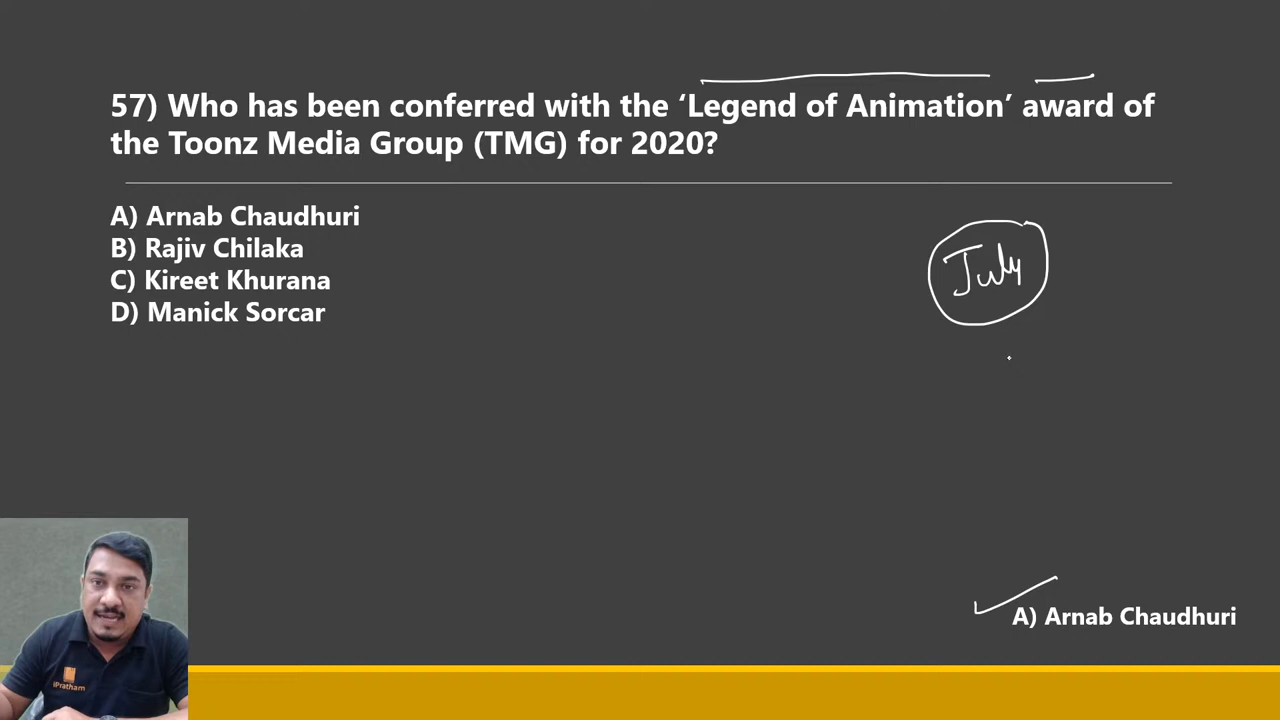 57) Who has been conferred with the ‘Legend of Animation’ award of
the Toonz Media Group (TMG) for 2020?
A) Arnab Chaudhuri
B) Rajiv Chilaka
C) Kireet Khurana
D) Manick Sorcar
July
A) Arnab Chaudhuri
iPratham